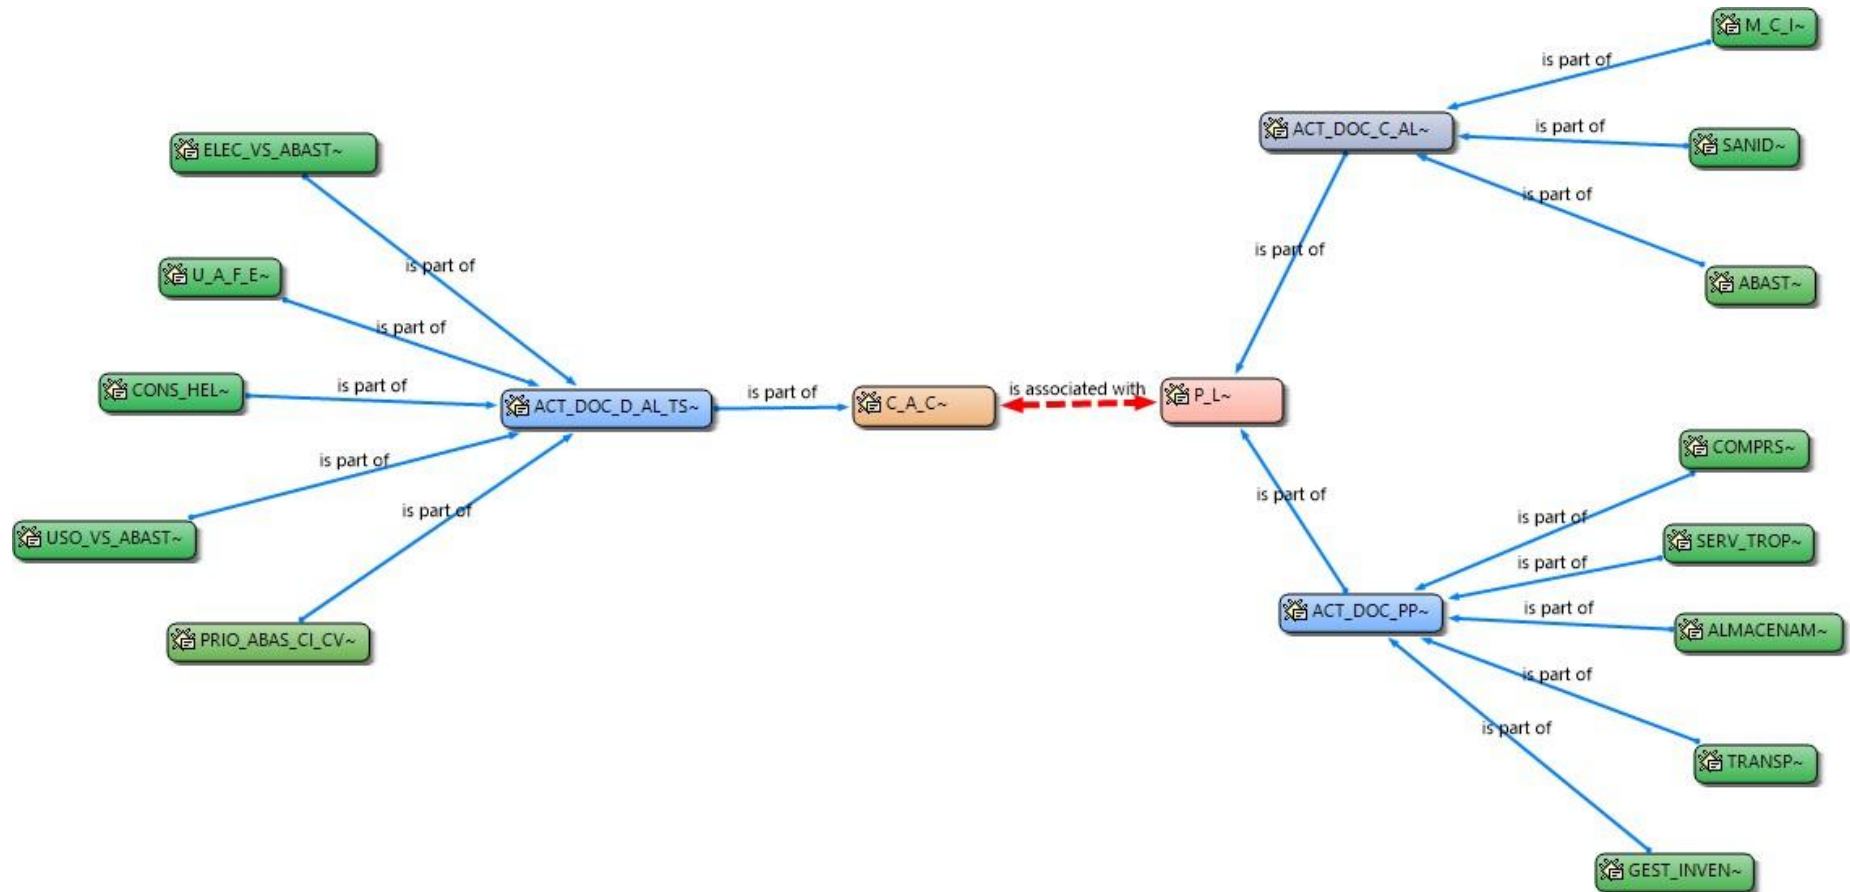 M_C_I~
is part of
ACT_DOC_C_AL~
is part of
SANID~
ELEC_VS_ABAST~
is part of
is part of
ABAST~
U_A_F_E~
is part of
is part of
CONS_HEL~
is part of
ACT_DOC_D_AL_TS~
is part of
C_A_C~
is associated with
P_L~
COMPRS~
is part of
is part of
is part of
USO_VS_ABAST~
is part of
SERV_TROP~
is part of
ACT_DOC_PP~
is part of
ALMACENAM~
PRIO_ABAS_CI_CV~
is part of
is part of
TRANSP~
GEST_INVEN~